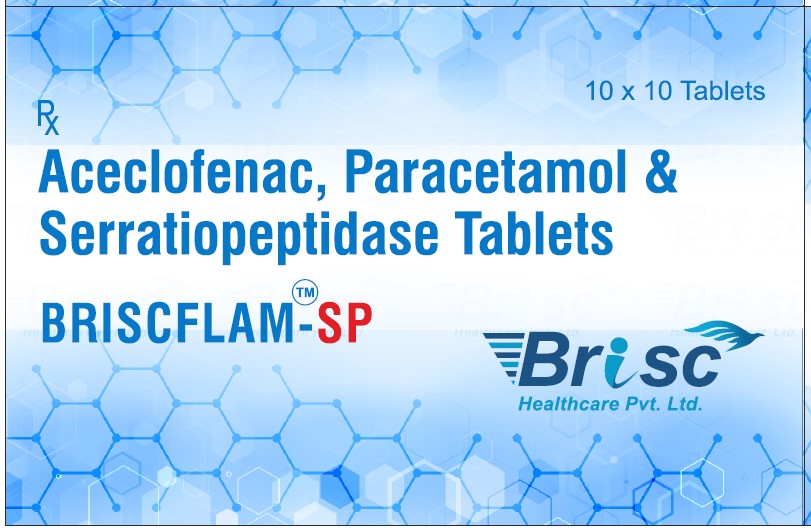 10 x 10 Tablets
Rx
Aceclofenac, Paracetamol &
Serratiopeptidase Tablets
BRISCFLAM-SP
TM
Brisc
Healthcare Pvt. Ltd.